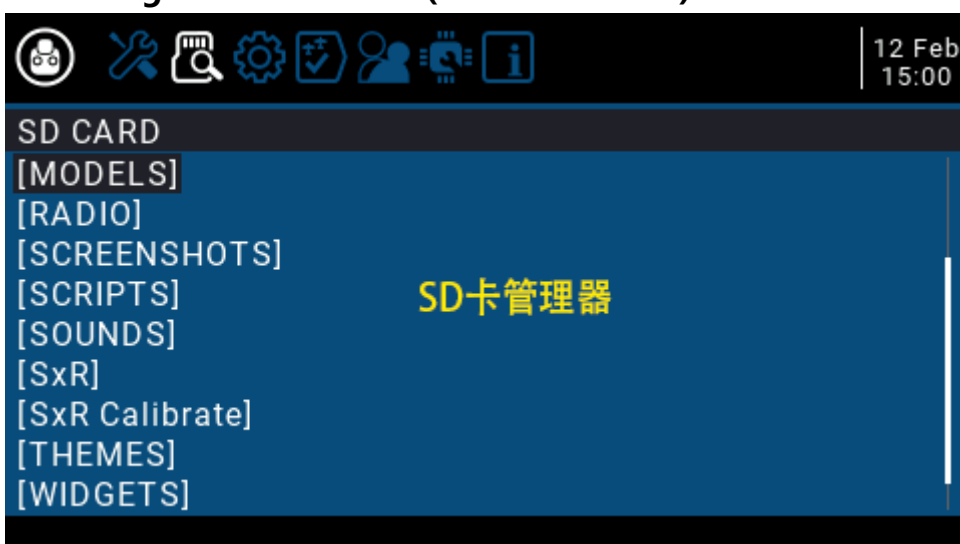 12 Feb
15:00
SD CARD
[MODELS]
[RADIO]
[SCREENSHOTS]
[SCRIPTS]
SD卡管理器
[SOUNDS]
[SxR]
[SxR Calibrate]
[THEMES]
[WIDGETS]